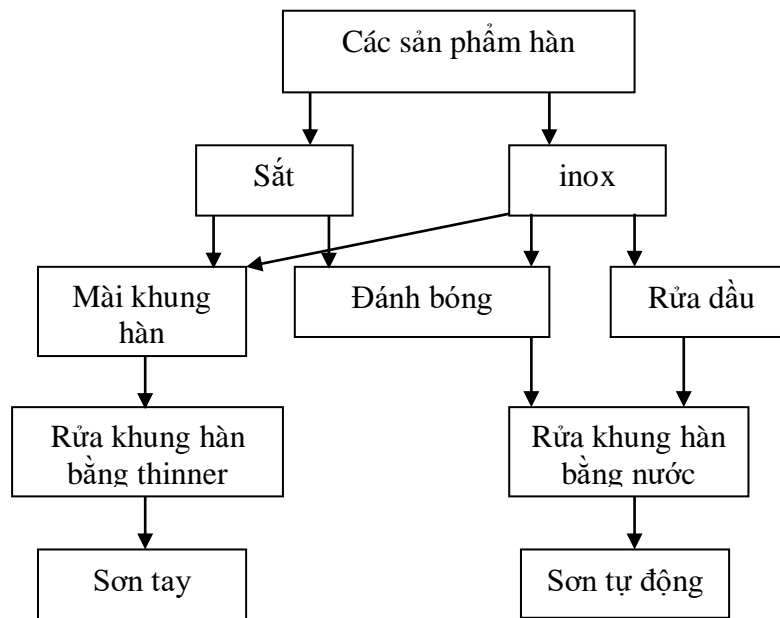 Các sản phẩm hàn
Sắt
inox
Mài khung
hàn
Đánh bóng
Rửa dầu
Rửa khung hàn
bằng thinner
Rửa khung hàn
bằng nước
Sơn tay
Sơn tự động